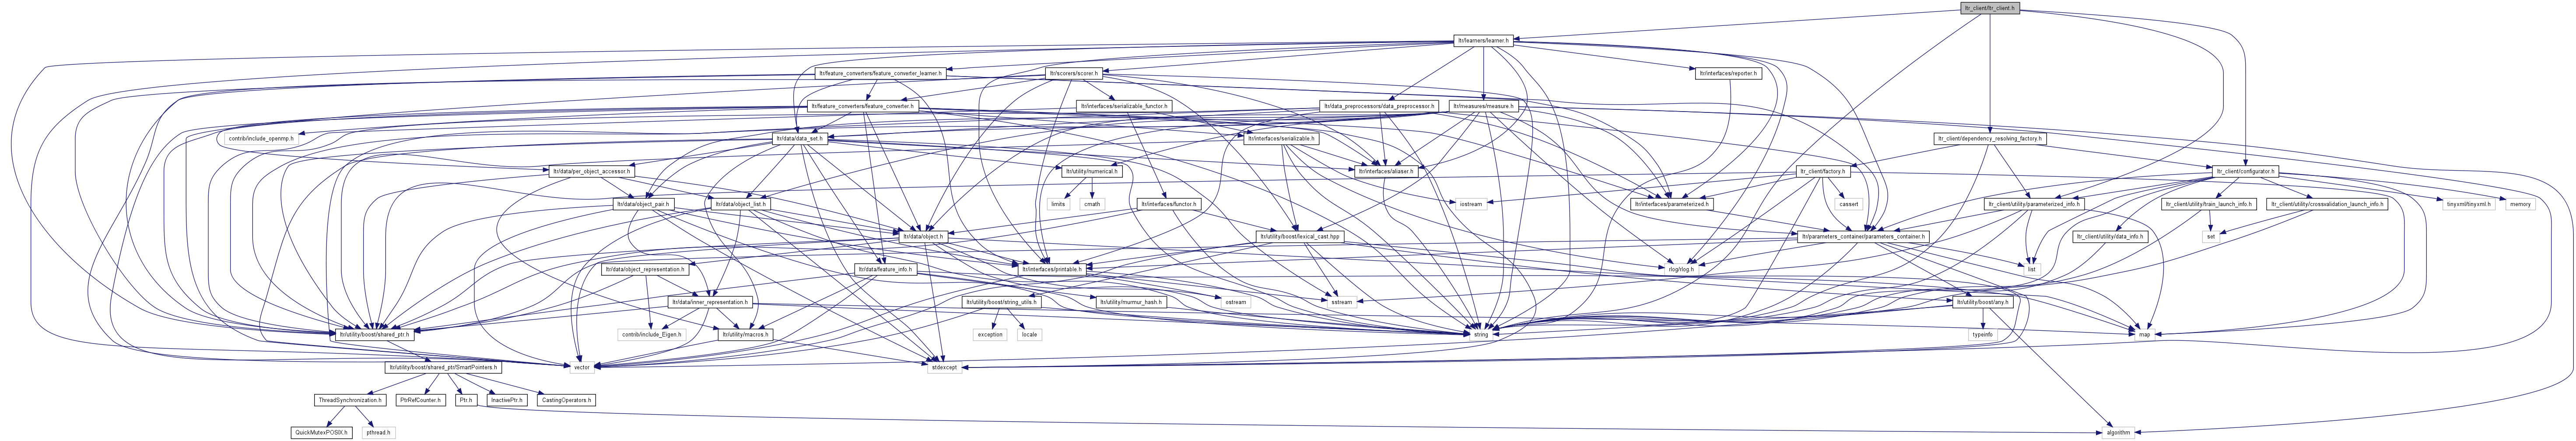 ltr_client/ltr_client.h
ltr/learners/learner.h
ltr/feature_converters/feature_converter_learner.h
ltr/scorers/scorer.h
ltr/interfaces/reporter.h
ltr/feature_converters/feature_converter.h
ltr/interfaces/serializable_functor.h
ltr/data_preprocessors/data_preprocessor.h
ltr/measures/measure.h
contrib/include_openmp.h
ltr/data/data_set.h
ltr/interfaces/serializable.h
ltr_client/dependency_resolving_factory.h
ltr/data/per_object_accessor.h
ltr/utility/numerical.h
ltr/interfaces/aliaser.h
ltr_client/factory.h
ltr_client/configurator.h
ltr/data/object_pair.h
ltr/data/object_list.h
limits
cmath
ltr/interfaces/functor.h
iostream
ltr/interfaces/parameterized.h
cassert
ltr_client/utility/parameterized_info.h
ltr_client/utility/train_launch_info.h
ltr_client/utility/crossvalidation_launch_info.h
tinyxml/tinyxml.h
memory
ltr/data/object.h
ltr/utility/boost/lexical_cast.hpp
ltr/parameters_container/parameters_container.h
ltr_client/utility/data_info.h
set
ltr/data/object_representation.h
ltr/data/feature_info.h
ltr/interfaces/printable.h
rlog/rlog.h
list
ltr/data/inner_representation.h
ltr/utility/boost/string_utils.h
ltr/utility/murmur_hash.h
ostream
sstream
ltr/utility/boost/any.h
ltr/utility/boost/shared_ptr.h
contrib/include_Eigen.h
ltr/utility/macros.h
exception
locale
string
typeinfo
map
ltr/utility/boost/shared_ptr/SmartPointers.h
vector
stdexcept
ThreadSynchronization.h
PtrRefCounter.h
Ptr.h
InactivePtr.h
CastingOperators.h
QuickMutexPOSIX.h
pthread.h
algorithm